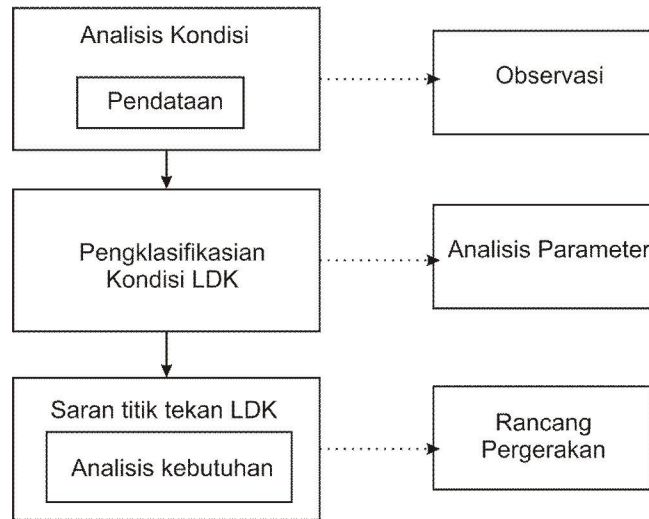 Analisis Kondisi
Pendataan
Observasi
Pengklasifikasian
Kondisi LDK
Analisis Parameter
Saran titik tekan LDK
Analisis kebutuhan
Rancang
Pergerakan